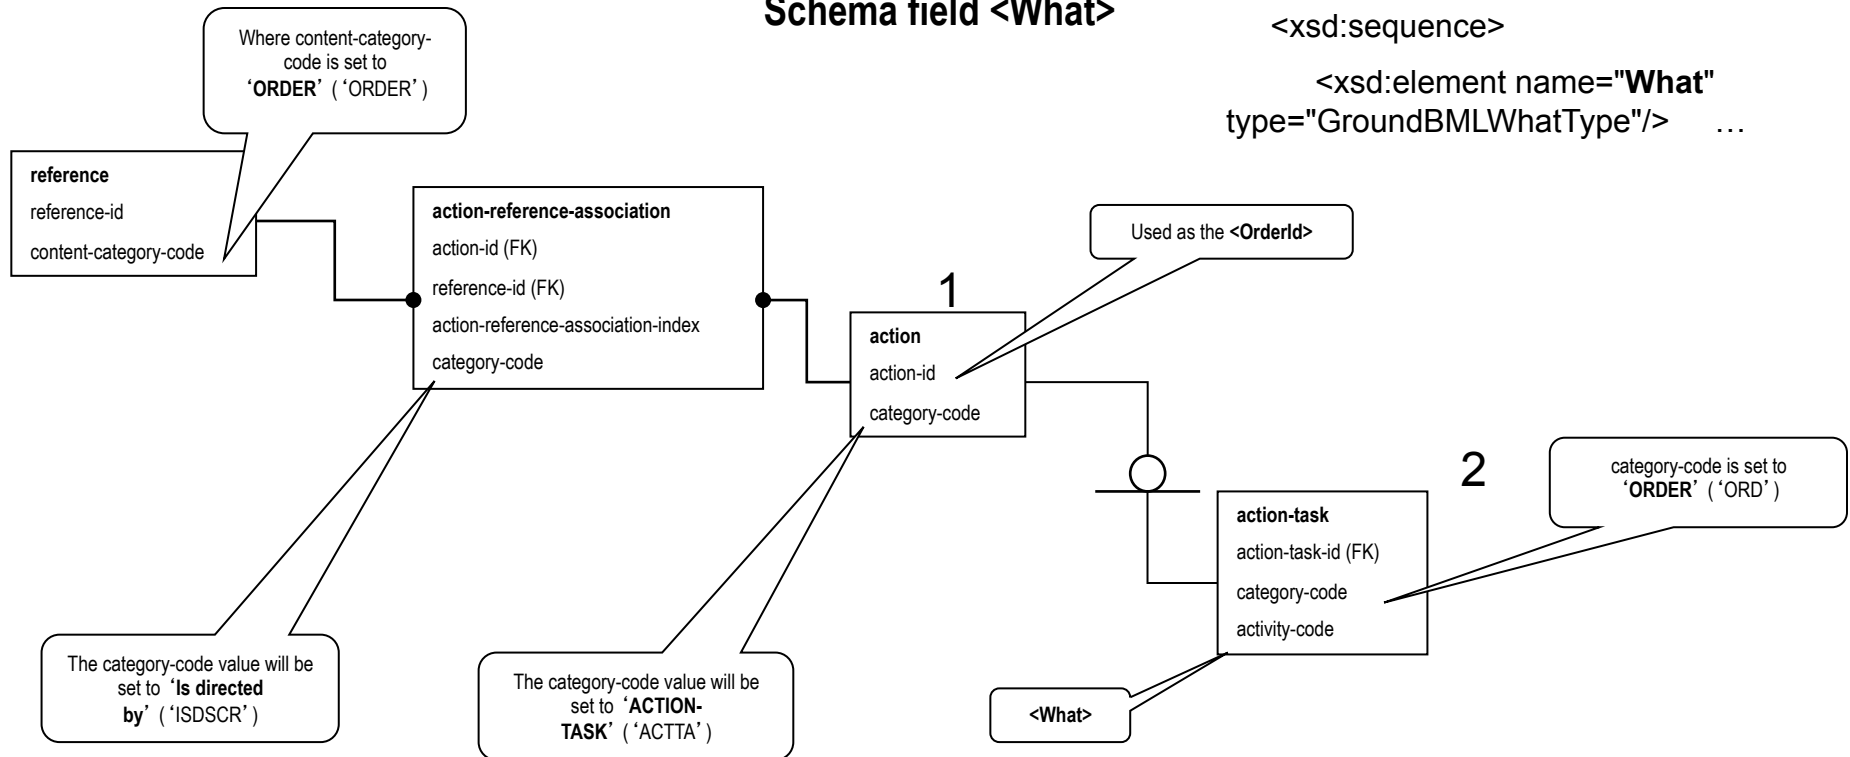 Schema field <What>
<xsd:sequence>
<xsd:element name="What"
type="GroundBMLWhatType"/> …
Where content-category-
code is set to
‘ORDER’ (‘ORDER’)
reference
reference-id
content-category-code
action-reference-association
action-id (FK)
reference-id (FK)
action-reference-association-index
category-code
Used as the <OrderId>
1
action
action-id
category-code
2
category-code is set to
‘ORDER’ (‘ORD’)
action-task
action-task-id (FK)
category-code
activity-code
The category-code value will be
set to ‘Is directed
by’ (‘ISDSCR’)
The category-code value will be
set to ‘ACTION-
TASK’ (‘ACTTA’)
<What>